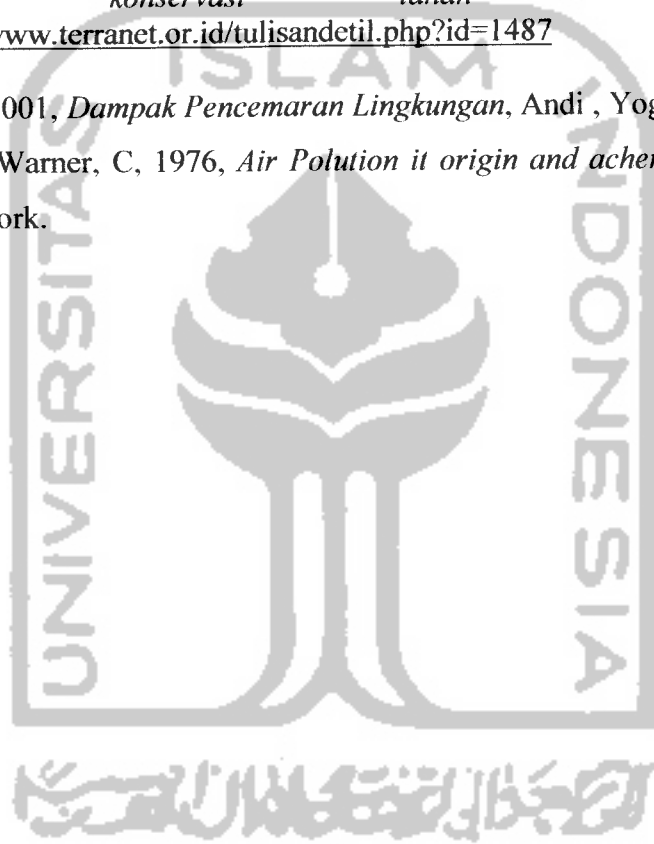 konservasi tanah
ww.terranet.or.id/tulisandetil.php?id=1487
001, Dampak Pencemaran Lingkungan, Andi , Yog
Warner, C, 1976, Air Polution it origin and acher
ork.
ISLAM
UNIVERSITAS
INDONESIA